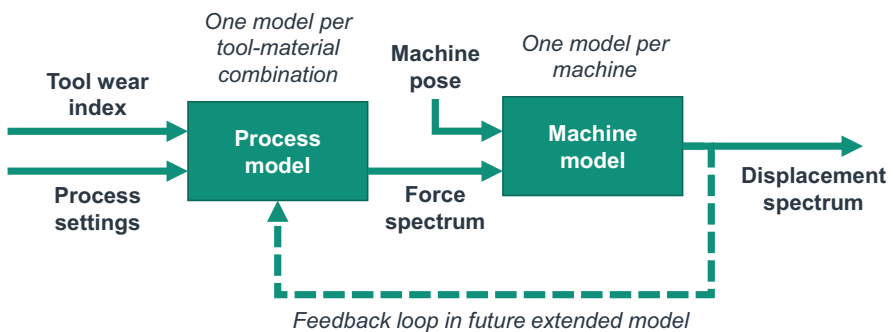 One model per
tool-material
combination
Machine
pose
One model per
machine
Tool wear
index
Process
model
Machine
model
Process
settings
Force
spectrum
Displacement
spectrum
Feedback loop in future extended model